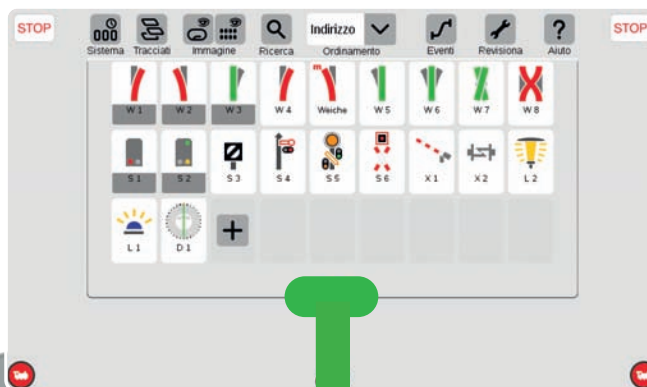 STOP
Indirizzo
STOP
Sistema Tracciati Immagine Ricerca Ordinamento Eventi Revisiona Aiuto
W 1 W 2 W 3 W 4 m Weiche W 5 W 6 W 7 W 8
S 1 S 2 S 3 S 4 S 5 S 6 X 1 X 2 L 2
L 1 D 1